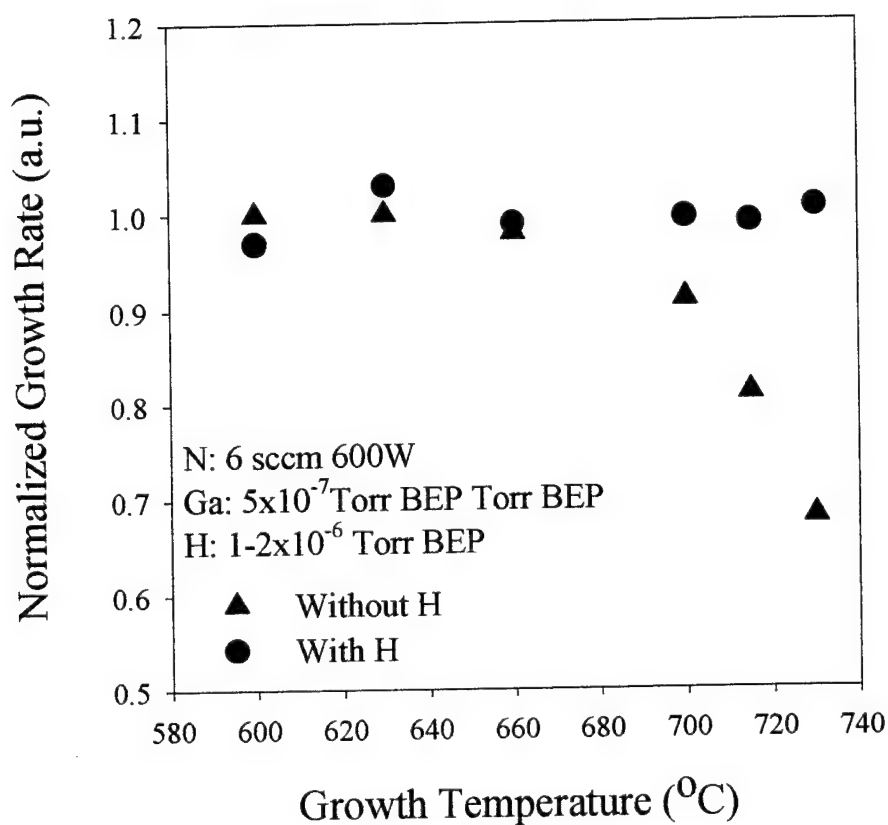 Normalized Growth Rate (a.u.)
1.2
1.1
1.0
0.9
0.8
0.7
0.6
0.5
N: 6 sccm 600W
Ga: 5x10⁻⁷Torr BEP Torr BEP
H: 1-2x10⁻⁶ Torr BEP
Without H
With H
580 600 620 640 660 680 700 720 740
Growth Temperature (⁰C)